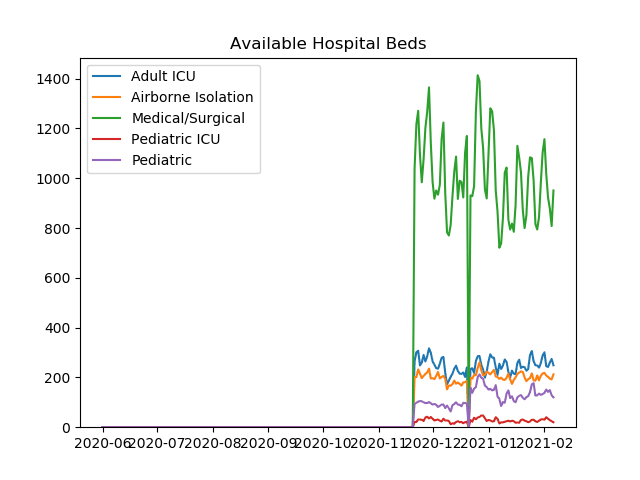 Available Hospital Beds
Adult ICU
Airborne Isolation
Medical/Surgical
Pediatric ICU
Pediatric
1400
1200
1000
800
600
400
200
0
2020-06 2020-07 2020-08 2020-09 2020-10 2020-11 2020-12 2021-01 2021-02